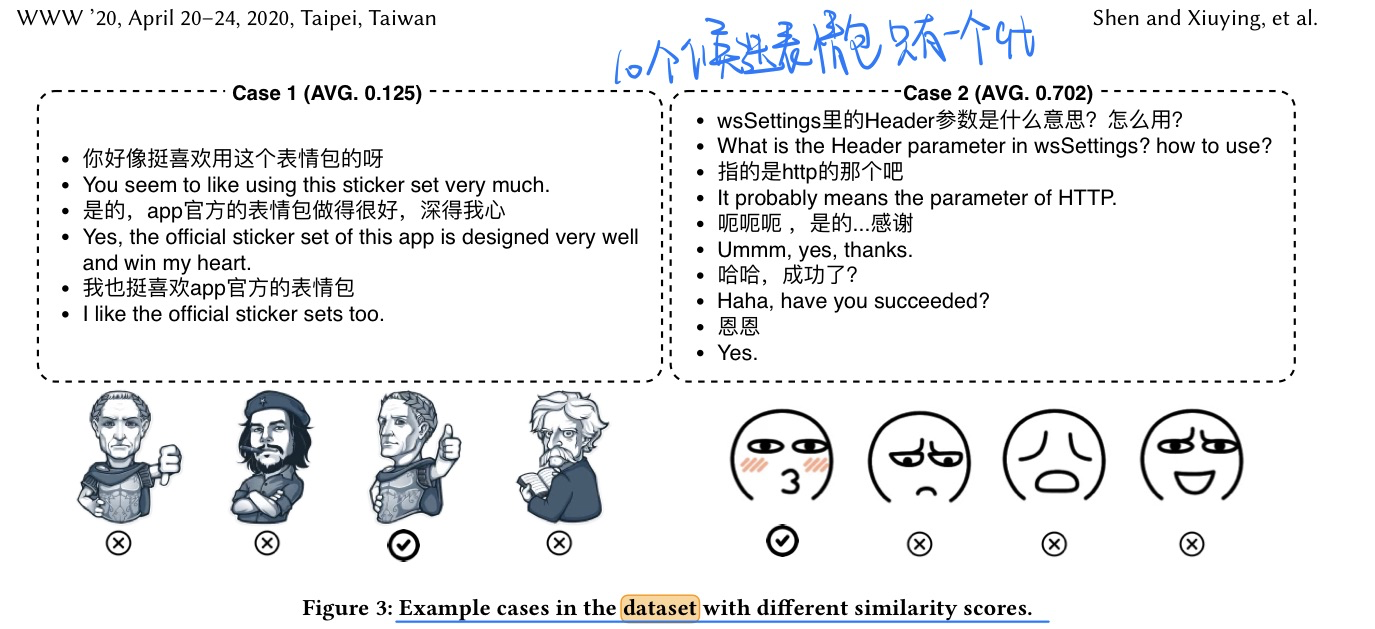 WWW ’20, April 20–24, 2020, Taipei, Taiwan
Shen and Xiuying, et al.
10个候选表情包 只有一个gt
Case 1 (AVG. 0.125)
• 你好像挺喜欢用这个表情包的呀
• You seem to like using this sticker set very much.
• 是的，app官方的表情包做得很好，深得我心
• Yes, the official sticker set of this app is designed very well
and win my heart.
• 我也挺喜欢app官方的表情包
• I like the official sticker sets too.
Case 2 (AVG. 0.702)
• wsSettings里的Header参数是什么意思？怎么用？
• What is the Header parameter in wsSettings? how to use?
• 指的是http的那个吧
• It probably means the parameter of HTTP.
• 呃呃呃 ，是的...感谢
• Ummm, yes, thanks.
• 哈哈，成功了？
• Haha, have you succeeded?
• 恩恩
• Yes.
Figure 3: Example cases in the dataset with different similarity scores.